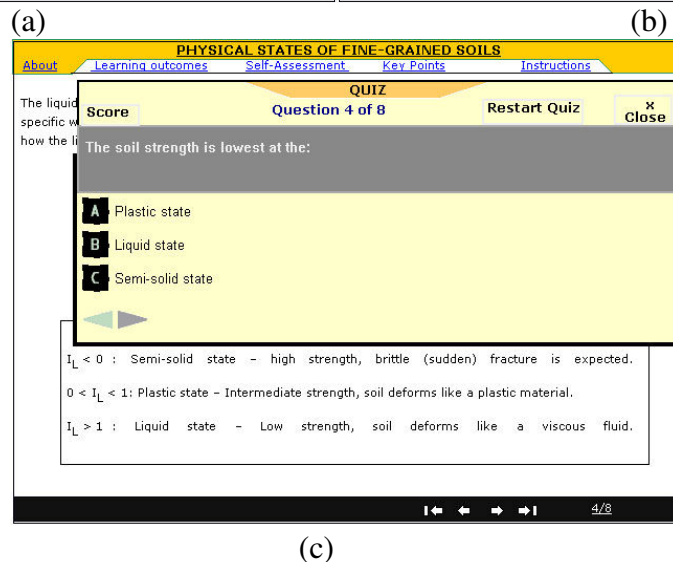 (a) (b)
PHYSICAL STATES OF FINE-GRAINED SOILS
About Learning outcomes Self-Assessment Key Points Instructions
QUIZ
The liquid
specific w
how the li
Score Question 4 of 8 Restart Quiz x Close
The soil strength is lowest at the:
A Plastic state
B Liquid state
C Semi-solid state
I_L < 0 : Semi-solid state – high strength, brittle (sudden) fracture is expected.
0 < I_L < 1: Plastic state – Intermediate strength, soil deforms like a plastic material.
I_L > 1 : Liquid state – Low strength, soil deforms like a viscous fluid.
4/8
(c)